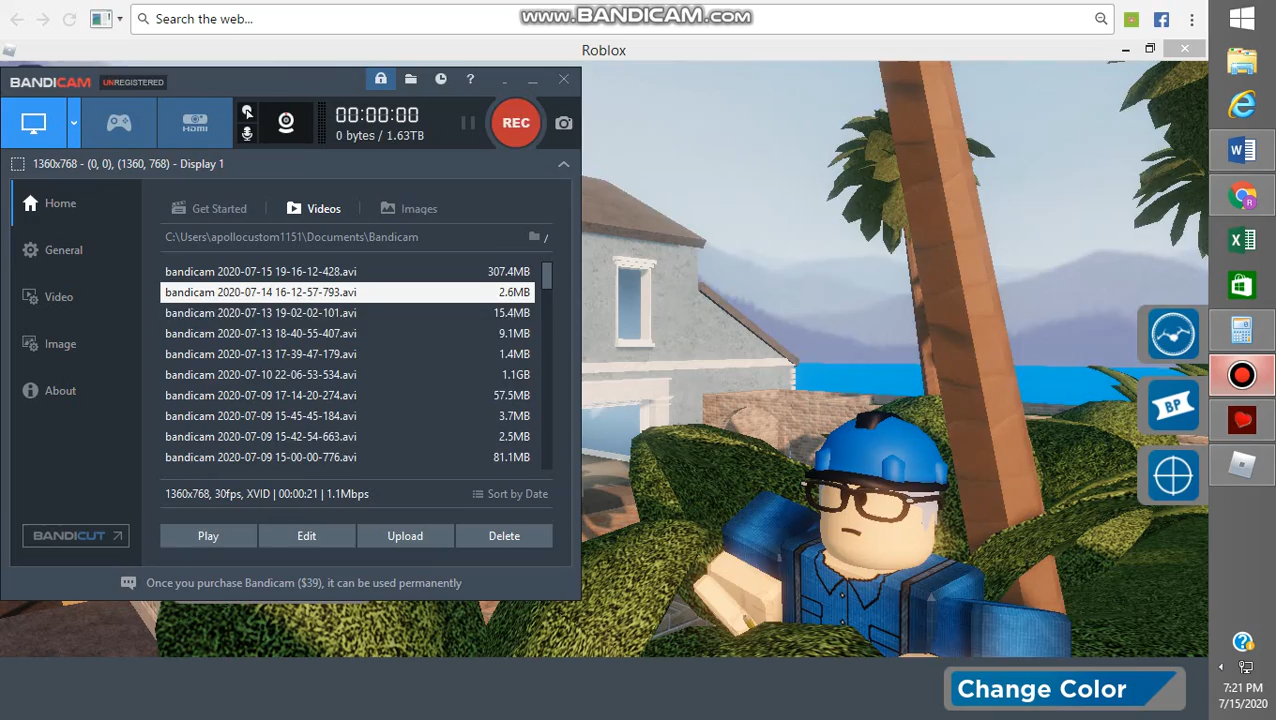 Search the web...
www.BANDICAM.com
Roblox
BANDICAM UNREGISTERED
HDMI
00:00:00
0 bytes / 1.63TB
REC
1360x768 - (0, 0), (1360, 768) - Display 1
Home
General
Video
Image
About
BANDICUT
Get Started
Videos
Images
C:\Users\apollocustom1151\Documents\Bandicam
/
bandicam 2020-07-15 19-16-12-428.avi 307.4MB
bandicam 2020-07-14 16-12-57-793.avi 2.6MB
bandicam 2020-07-13 19-02-02-101.avi 15.4MB
bandicam 2020-07-13 18-40-55-407.avi 9.1MB
bandicam 2020-07-13 17-39-47-179.avi 1.4MB
bandicam 2020-07-10 22-06-53-534.avi 1.1GB
bandicam 2020-07-09 17-14-20-274.avi 57.5MB
bandicam 2020-07-09 15-45-45-184.avi 3.7MB
bandicam 2020-07-09 15-42-54-663.avi 2.5MB
bandicam 2020-07-09 15-00-00-776.avi 81.1MB
1360x768, 30fps, XVID | 00:00:21 | 1.1Mbps
Sort by Date
Play
Edit
Upload
Delete
Once you purchase Bandicam ($39), it can be used permanently
BP
Change Color
7:21 PM
7/15/2020